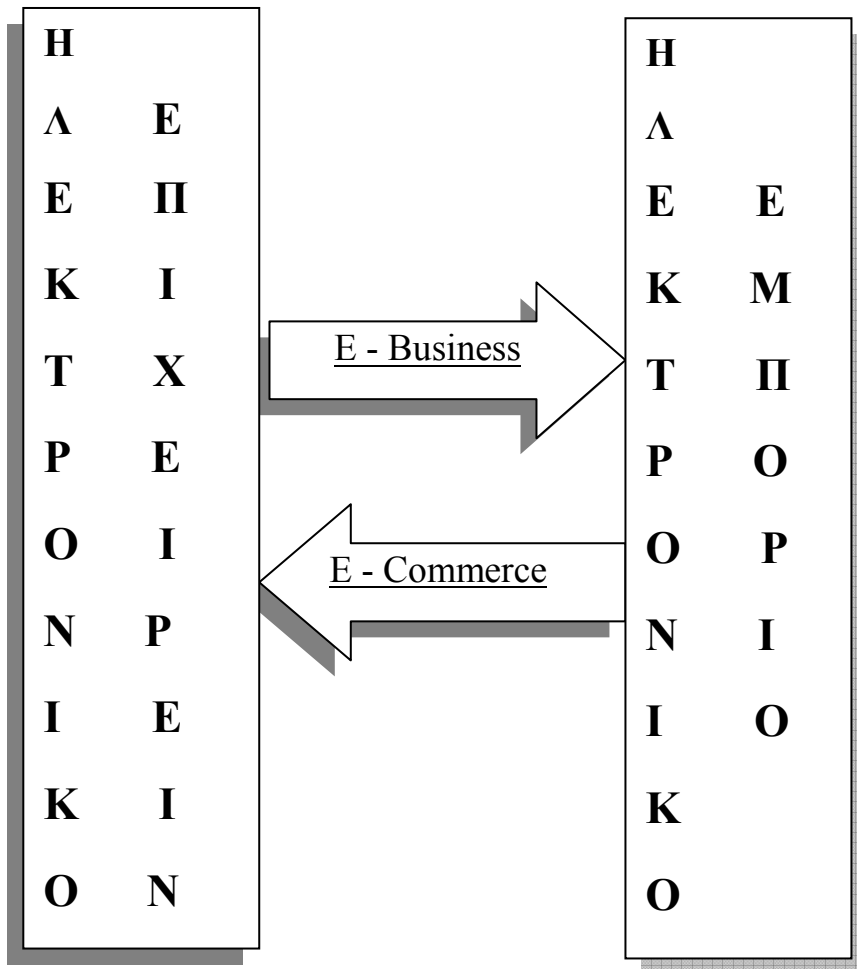 ΗΛΕΚΤΡΟΝΙΚΟ
ΕΠΙΧΕΙΡΕΙΝ
E - Business
E - Commerce
ΗΛΕΚΤΡΟΝΙΚΟ
ΕΜΠΟΡΙΟ